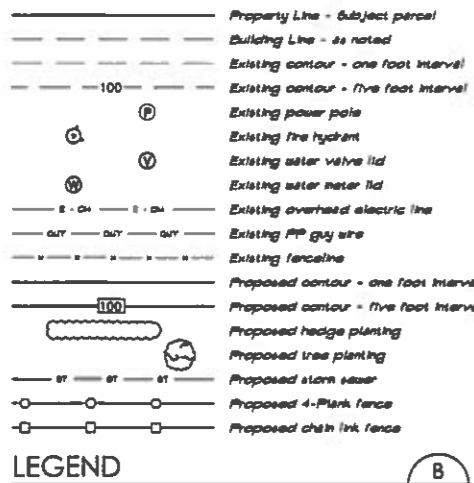 Property Line - Subject parcel
Building Line - as noted
Existing contour - one foot interval
100 Existing contour - five foot interval
P Existing power pole
Existing fire hydrant
V Existing water valve lid
W Existing water meter lid
E - OH E - OH Existing overhead electric line
GUY GUY GUY Existing PP guy wire
x x x x x Existing fenceline
Proposed contour - one foot interva
100 Proposed contour - five foot interva
Proposed hedge planting
Proposed tree planting
ST ST ST Proposed storm sewer
Proposed 4-Plank fence
Proposed chain link fence
LEGEND B